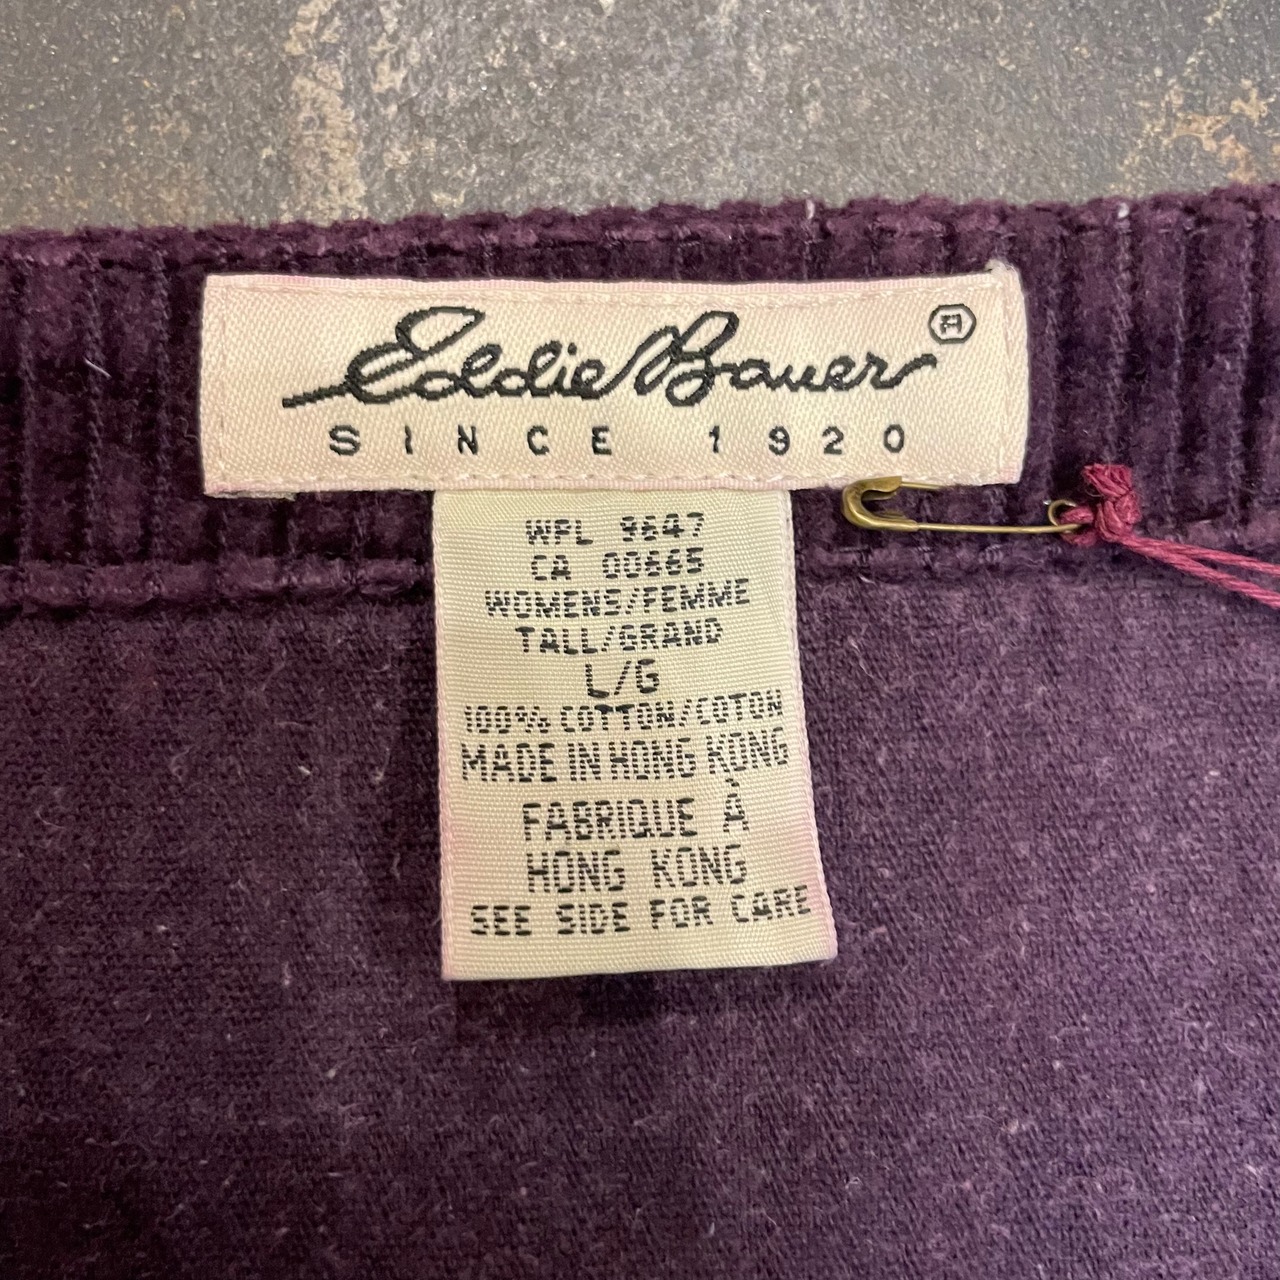 Eddie Bauer ®
SINCE 1920
WPL 9647
CA 00665
WOMENS/FEMME
TALL/GRAND
L/G
100% COTTON/COTON
MADE IN HONG KONG
FABRIQUE À
HONG KONG
SEE SIDE FOR CARE